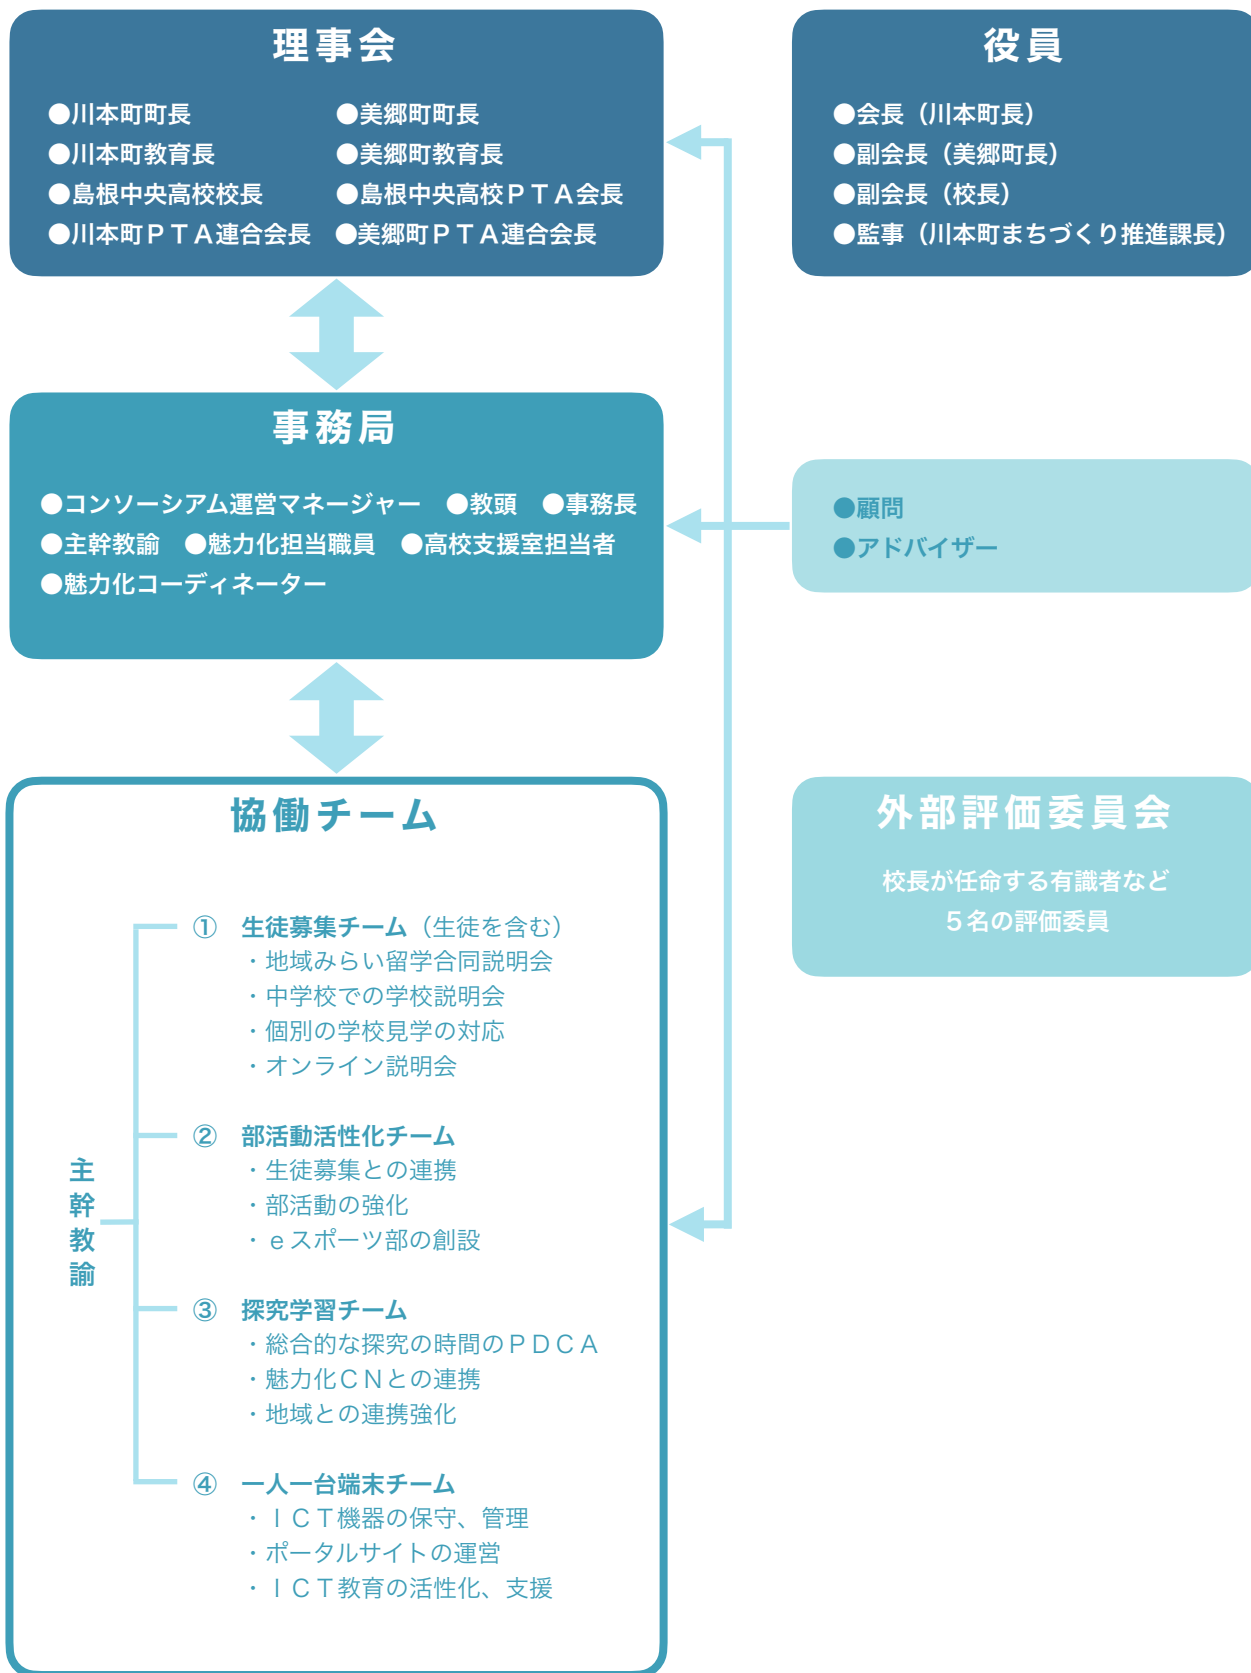 理事会
●川本町町長　●美郷町町長
●川本町教育長　●美郷町教育長
●島根中央高校校長　●島根中央高校ＰＴＡ会長
●川本町ＰＴＡ連合会長　●美郷町ＰＴＡ連合会長
役員
●会長（川本町長）
●副会長（美郷町長）
●副会長（校長）
●監事（川本町まちづくり推進課長）
事務局
●コンソーシアム運営マネージャー　●教頭　●事務長
●主幹教諭　●魅力化担当職員　●高校支援室担当者
●魅力化コーディネーター
●顧問
●アドバイザー
協働チーム
主幹教諭
①　生徒募集チーム（生徒を含む）
・地域みらい留学合同説明会
・中学校での学校説明会
・個別の学校見学の対応
・オンライン説明会
②　部活動活性化チーム
・生徒募集との連携
・部活動の強化
・ｅスポーツ部の創設
③　探究学習チーム
・総合的な探究の時間のＰＤＣＡ
・魅力化ＣＮとの連携
・地域との連携強化
④　一人一台端末チーム
・ＩＣＴ機器の保守、管理
・ポータルサイトの運営
・ＩＣＴ教育の活性化、支援
外部評価委員会
校長が任命する有識者など
５名の評価委員